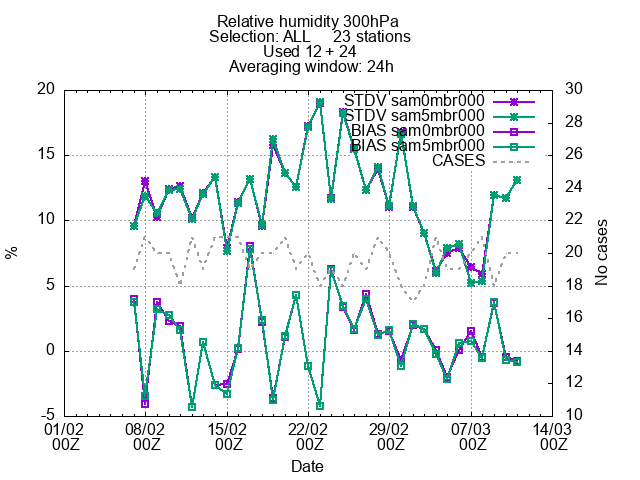 Relative humidity 300hPa
Selection: ALL 23 stations
Used 12 + 24
Averaging window: 24h
20 30
STDV sam0mbr000
28
STDV sam5mbr000
15 26
BIAS sam0mbr000
BIAS sam5mbr000
CASES
24
10 22
% No cases
5 20
18
16
0 14
12
-5 10
01/02 08/02 15/02 22/02 29/02 07/03 14/03
00Z 00Z 00Z 00Z 00Z 00Z 00Z
Date